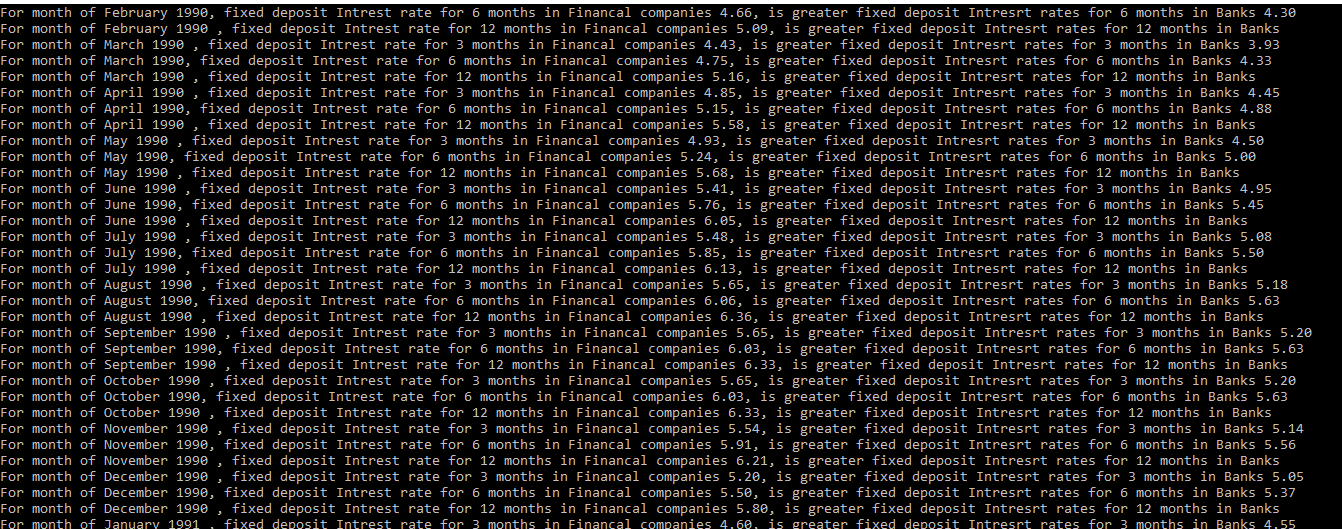 For month of February 1990, fixed deposit Intrest rate for 6 months in Financal companies 4.66, is greater fixed deposit Intresrt rates for 6 months in Banks 4.30
For month of February 1990 , fixed deposit Intrest rate for 12 months in Financal companies 5.09, is greater fixed deposit Intresrt rates for 12 months in Banks
For month of March 1990 , fixed deposit Intrest rate for 3 months in Financal companies 4.43, is greater fixed deposit Intresrt rates for 3 months in Banks 3.93
For month of March 1990, fixed deposit Intrest rate for 6 months in Financal companies 4.75, is greater fixed deposit Intresrt rates for 6 months in Banks 4.33
For month of March 1990 , fixed deposit Intrest rate for 12 months in Financal companies 5.16, is greater fixed deposit Intresrt rates for 12 months in Banks
For month of April 1990 , fixed deposit Intrest rate for 3 months in Financal companies 4.85, is greater fixed deposit Intresrt rates for 3 months in Banks 4.45
For month of April 1990, fixed deposit Intrest rate for 6 months in Financal companies 5.15, is greater fixed deposit Intresrt rates for 6 months in Banks 4.88
For month of April 1990 , fixed deposit Intrest rate for 12 months in Financal companies 5.58, is greater fixed deposit Intresrt rates for 12 months in Banks
For month of May 1990 , fixed deposit Intrest rate for 3 months in Financal companies 4.93, is greater fixed deposit Intresrt rates for 3 months in Banks 4.50
For month of May 1990, fixed deposit Intrest rate for 6 months in Financal companies 5.24, is greater fixed deposit Intresrt rates for 6 months in Banks 5.00
For month of May 1990 , fixed deposit Intrest rate for 12 months in Financal companies 5.68, is greater fixed deposit Intresrt rates for 12 months in Banks
For month of June 1990 , fixed deposit Intrest rate for 3 months in Financal companies 5.41, is greater fixed deposit Intresrt rates for 3 months in Banks 4.95
For month of June 1990, fixed deposit Intrest rate for 6 months in Financal companies 5.76, is greater fixed deposit Intresrt rates for 6 months in Banks 5.45
For month of June 1990 , fixed deposit Intrest rate for 12 months in Financal companies 6.05, is greater fixed deposit Intresrt rates for 12 months in Banks
For month of July 1990 , fixed deposit Intrest rate for 3 months in Financal companies 5.48, is greater fixed deposit Intresrt rates for 3 months in Banks 5.08
For month of July 1990, fixed deposit Intrest rate for 6 months in Financal companies 5.85, is greater fixed deposit Intresrt rates for 6 months in Banks 5.50
For month of July 1990 , fixed deposit Intrest rate for 12 months in Financal companies 6.13, is greater fixed deposit Intresrt rates for 12 months in Banks
For month of August 1990 , fixed deposit Intrest rate for 3 months in Financal companies 5.65, is greater fixed deposit Intresrt rates for 3 months in Banks 5.18
For month of August 1990, fixed deposit Intrest rate for 6 months in Financal companies 6.06, is greater fixed deposit Intresrt rates for 6 months in Banks 5.63
For month of August 1990 , fixed deposit Intrest rate for 12 months in Financal companies 6.36, is greater fixed deposit Intresrt rates for 12 months in Banks
For month of September 1990 , fixed deposit Intrest rate for 3 months in Financal companies 5.65, is greater fixed deposit Intresrt rates for 3 months in Banks 5.20
For month of September 1990, fixed deposit Intrest rate for 6 months in Financal companies 6.03, is greater fixed deposit Intresrt rates for 6 months in Banks 5.63
For month of September 1990 , fixed deposit Intrest rate for 12 months in Financal companies 6.33, is greater fixed deposit Intresrt rates for 12 months in Banks
For month of October 1990 , fixed deposit Intrest rate for 3 months in Financal companies 5.65, is greater fixed deposit Intresrt rates for 3 months in Banks 5.20
For month of October 1990, fixed deposit Intrest rate for 6 months in Financal companies 6.03, is greater fixed deposit Intresrt rates for 6 months in Banks 5.63
For month of October 1990 , fixed deposit Intrest rate for 12 months in Financal companies 6.33, is greater fixed deposit Intresrt rates for 12 months in Banks
For month of November 1990 , fixed deposit Intrest rate for 3 months in Financal companies 5.54, is greater fixed deposit Intresrt rates for 3 months in Banks 5.14
For month of November 1990, fixed deposit Intrest rate for 6 months in Financal companies 5.91, is greater fixed deposit Intresrt rates for 6 months in Banks 5.56
For month of November 1990 , fixed deposit Intrest rate for 12 months in Financal companies 6.21, is greater fixed deposit Intresrt rates for 12 months in Banks
For month of December 1990 , fixed deposit Intrest rate for 3 months in Financal companies 5.20, is greater fixed deposit Intresrt rates for 3 months in Banks 5.05
For month of December 1990, fixed deposit Intrest rate for 6 months in Financal companies 5.50, is greater fixed deposit Intresrt rates for 6 months in Banks 5.37
For month of December 1990 , fixed deposit Intrest rate for 12 months in Financal companies 5.80, is greater fixed deposit Intresrt rates for 12 months in Banks
For month of January 1991 , fixed deposit Intrest rate for 3 months in Financal companies 4.60, is greater fixed deposit Intresrt rates for 3 months in Banks 4.55